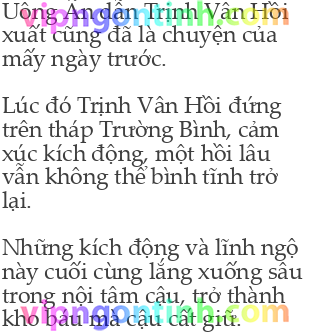 Uông Ấn dẫn Trịnh Vân Hồi
xuất cung đã là chuyện của
mấy ngày trước.
Lúc đó Trịnh Vân Hồi đứng
trên tháp Trường Bình, cảm
xúc kích động, một hồi lâu
vẫn không thể bình tĩnh trở
lại.
Những kích động và lĩnh ngộ
này cuối cùng lắng xuống sâu
trong nội tâm cậu, trở thành
kho báu mà cậu cất giữ.
vipngontinh.com
vipngontinh.com
vipngontinh.com